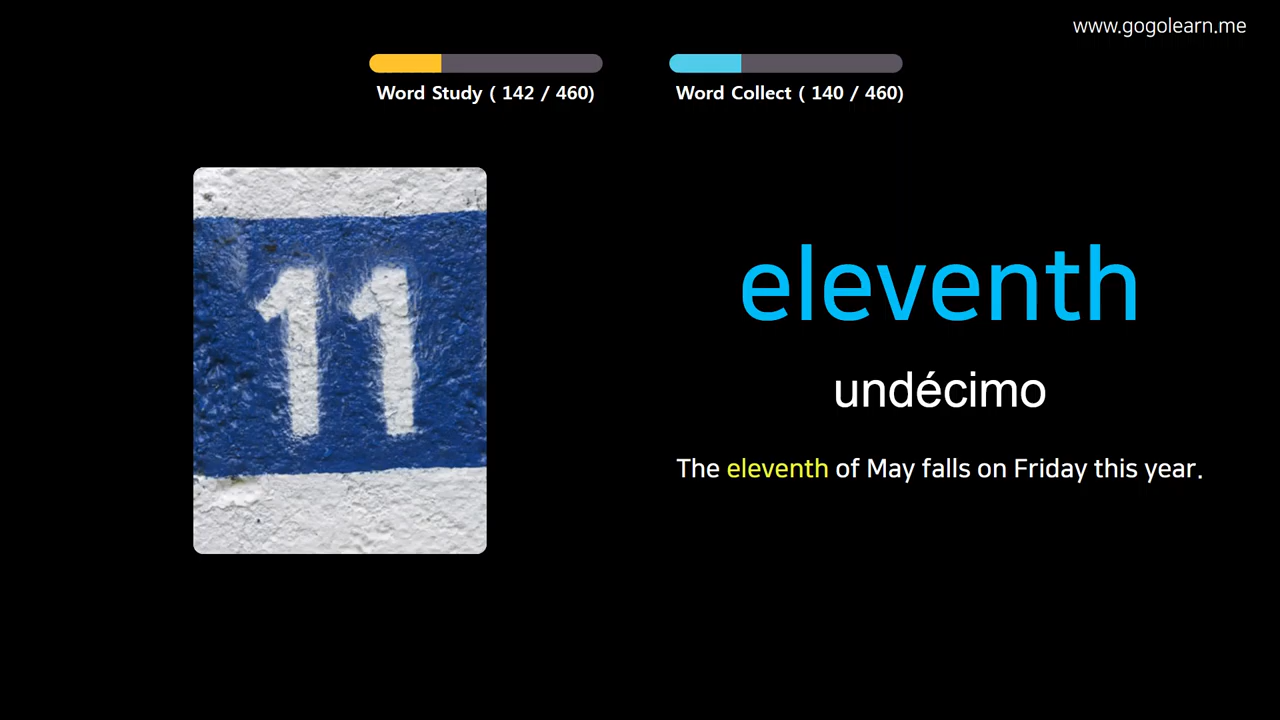 www.gogolearn.me
Word Study ( 142 / 460)
Word Collect ( 140 / 460)
11
eleventh
undécimo
The eleventh of May falls on Friday this year.